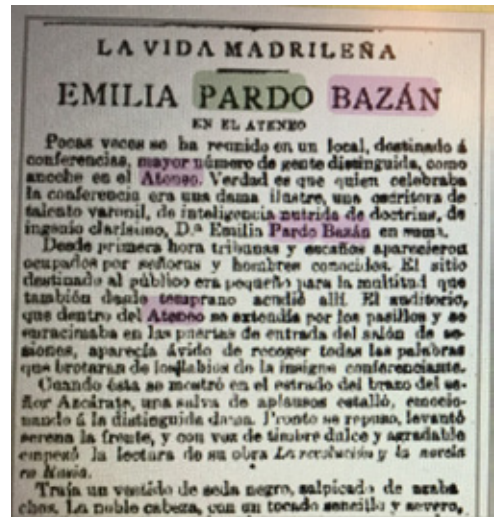 LA VIDA MADRILEÑA
EMILIA PARDO BAZÁN
EN EL ATENEO
Pocas veces se ha reunido en un local, destinado á
conferencias, mayor número de gente distinguida, como
anoche en el Ateneo. Verdad es que quien celebraba
la conferencia era una dama ilustre, una escritora de
talento varonil, de inteligencia nutrida de doctrina, de
ingenio clarísimo, D.ª Emilia Pardo Bazán en suma.
Desde primera hora tribunas y escaños aparecieron
ocupados por señoras y hombres conocidos. El sitio
destinado al público era pequeño para la multitud que
también desde temprano acudió allí. El auditorio,
que dentro del Ateneo se extendía por los pasillos y se
enracimaba en las puertas de entrada del salón de se-
siones, aparecía ávido de recoger todas las palabras
que brotaran de los labios de la insigne conferenciante.
Cuando ésta se mostró en el estrado del brazo del se-
ñor Azcárate, una salva de aplausos estalló, emocio-
nando á la distinguida dama. Pronto se repuso, levantó
serena la frente, y con voz de timbre dulce y agradable
empezó la lectura de su obra La revolución y la novela
en Rusia.
Traía un vestido de seda negro, salpicado de azaba-
ches. La noble cabeza, con un tocado sencillo y severo,